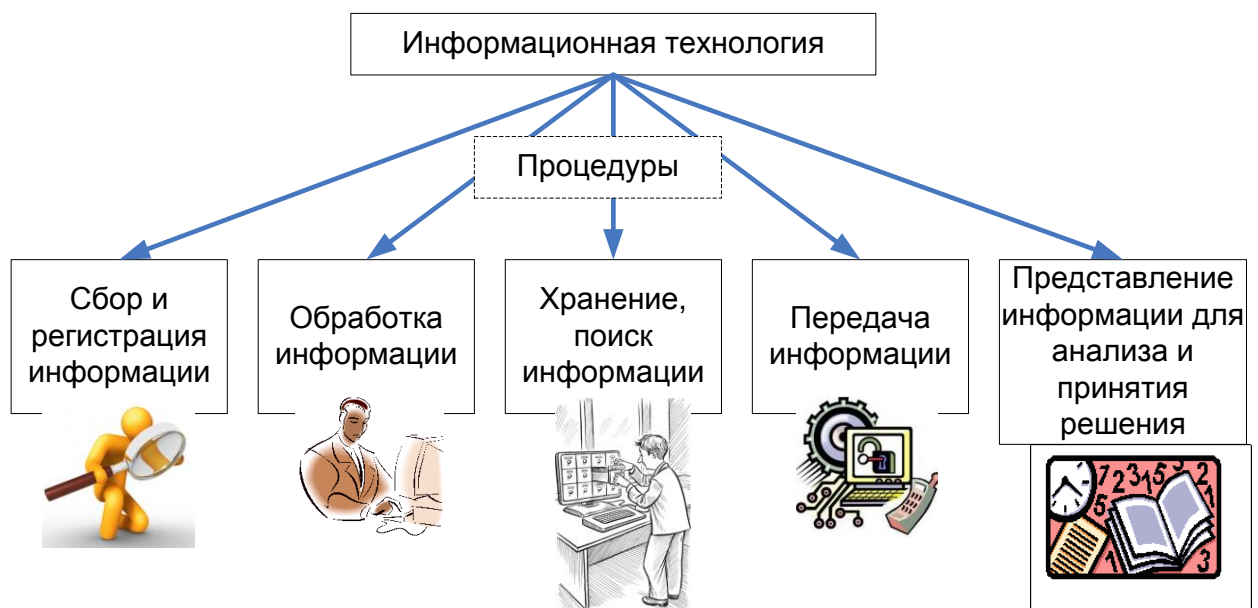 Информационная технология
Процедуры
Сбор и
регистрация
информации
Обработка
информации
Хранение,
поиск
информации
Передача
информации
Представление
информации для
анализа и
принятия
решения